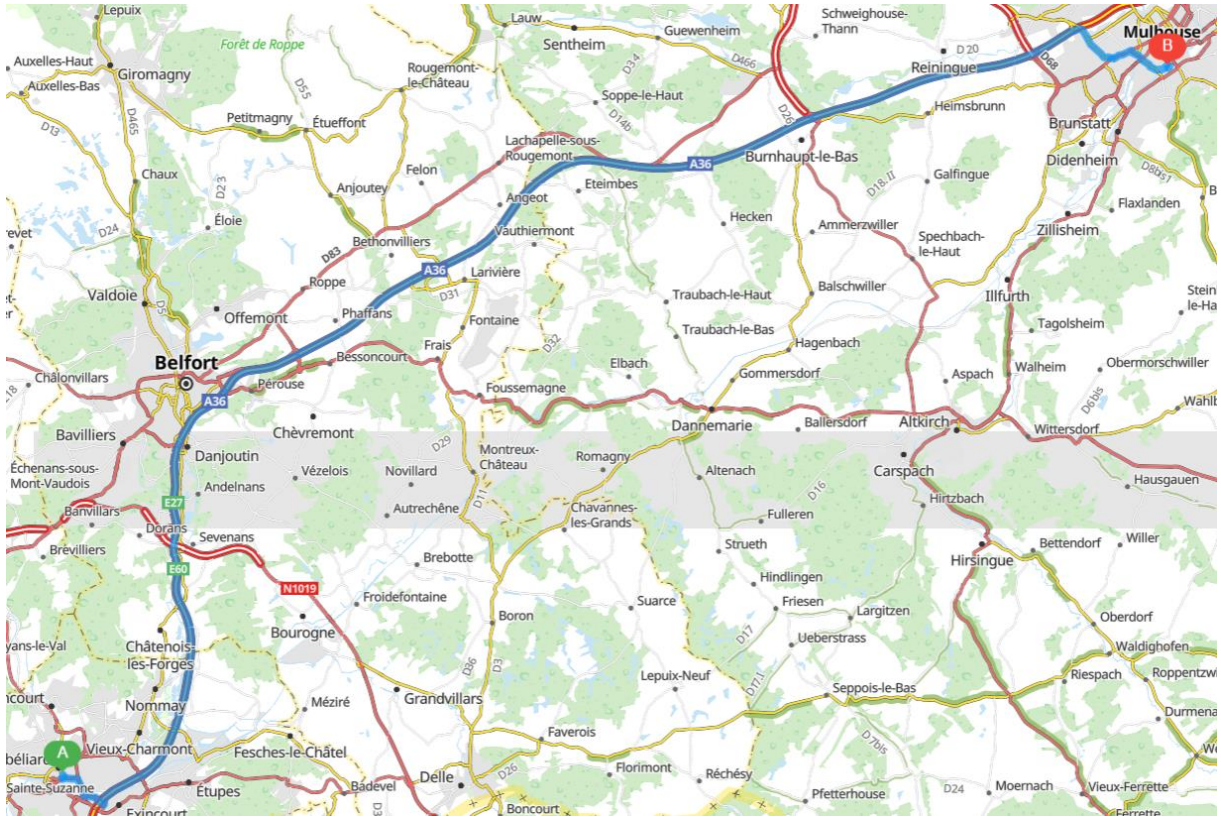 Lepuix
Lauw
Schweighouse-
Thann
Guewenheim
Sentheim
Forêt de Roppe
D 20
Mulhouse
B
Auxelles-Haut
Giromagny
Rougemont-
le-Château
D466
D34
Reiningue
D68
Auxelles-Bas
D55
Soppe-le-Haut
D26
Heimsbrunn
D13
D465
Petitmagny
Étueffont
D14b
Brunstatt
Lachapelle-sous-
Rougemont
Burnhaupt-le-Bas
Didenheim
A36
D8bis1
Chaux
D23
Felon
Anjoutey
Eteimbes
D18.II
Galfingue
Angeot
Flaxlanden
D24
Éloie
Hecken
Ammerzwiller
Zillisheim
Bethonvilliers
Vauthiermont
D83
Spechbach-
le-Haut
A36
Larivière
Roppe
D31
Valdoie
Traubach-le-Haut
Balschwiller
Illfurth
D5
Offemont
Phaffans
Fontaine
Traubach-le-Bas
Tagolsheim
D32
Hagenbach
Belfort
Bessoncourt
Frais
Elbach
Obermorschwiller
Châlonvillars
Pérouse
Foussemagne
Gommersdorf
Aspach
Walheim
D6 bis
A36
Chèvremont
Dannemarie
Ballersdorf
Altkirch
Wittersdorf
Bavilliers
D29
Danjoutin
Montreux-
Château
Romagny
Carspach
Échenans-sous-
Mont-Vaudois
Vézelois
Novillard
Altenach
Hausgauen
Andelnans
D11
D16
E27
Hirtzbach
Banvillars
Autrechêne
Chavannes-
les-Grands
Fulleren
Dorans
Sevenans
Brévilliers
Brebotte
Strueth
Bettendorf
Willer
Hirsingue
E60
N1019
Hindlingen
Froidefontaine
Suarce
Friesen
Largitzen
Bourogne
Boron
Oberdorf
D17
Ueberstrass
Châtenois-
les-Forges
Waldighofen
D36
D3
Lepuix-Neuf
D17.I
Seppois-le-Bas
Riespach
Grandvillars
Nommay
Méziré
Vieux-Charmont
Fesches-le-Châtel
Faverois
D7bis
A
Sainte-Suzanne
Étupes
Badevel
Delle
D26
Florimont
Réchésy
Exincourt
Boncourt
Pfetterhouse
D24
Moernach
Vieux-Ferrette
Ferrette